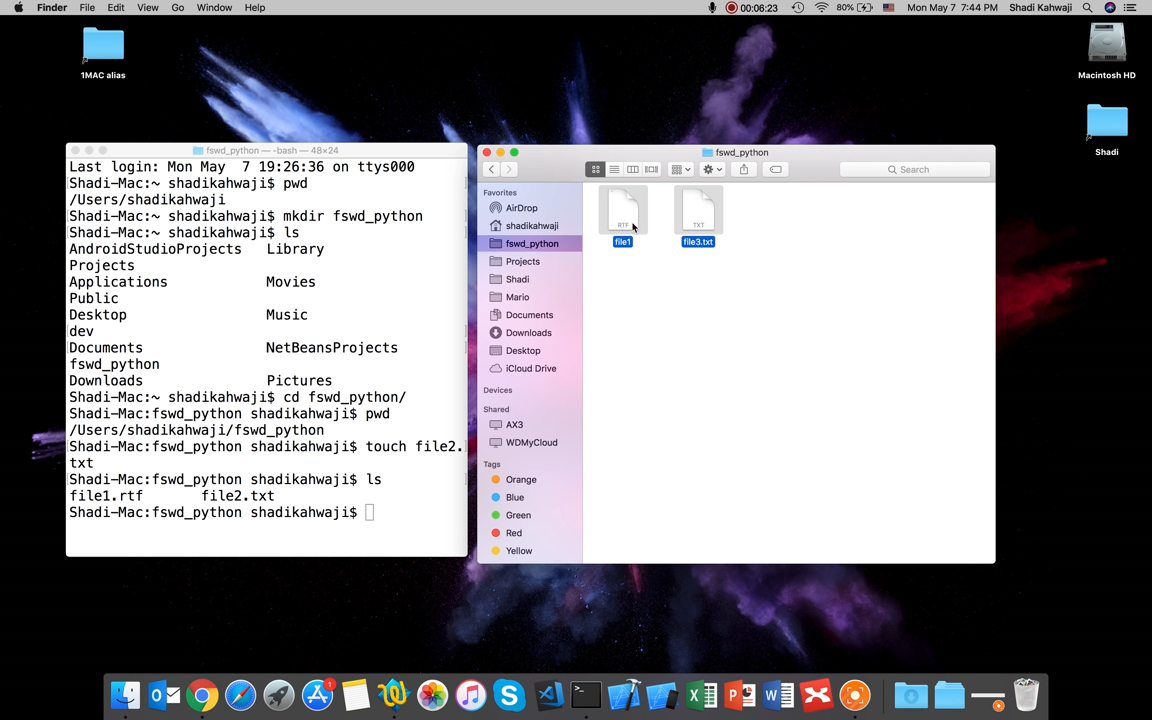 Finder File Edit View Go Window Help 00:06:23 80% Mon May 7 7:44 PM Shadi Kahwaji
1MAC alias
Macintosh HD
Shadi
fswd_python — -bash — 48×24
Last login: Mon May  7 19:26:36 on ttys000
Shadi-Mac:~ shadikahwaji$ pwd
/Users/shadikahwaji
Shadi-Mac:~ shadikahwaji$ mkdir fswd_python
Shadi-Mac:~ shadikahwaji$ ls
AndroidStudioProjects Library
Projects
Applications Movies
Public
Desktop Music
dev
Documents NetBeansProjects
fswd_python
Downloads Pictures
Shadi-Mac:~ shadikahwaji$ cd fswd_python/
Shadi-Mac:fswd_python shadikahwaji$ pwd
/Users/shadikahwaji/fswd_python
Shadi-Mac:fswd_python shadikahwaji$ touch file2.
txt
Shadi-Mac:fswd_python shadikahwaji$ ls
file1.rtf file2.txt
Shadi-Mac:fswd_python shadikahwaji$
fswd_python
Search
Favorites
AirDrop
shadikahwaji
fswd_python
Projects
Shadi
Mario
Documents
Downloads
Desktop
iCloud Drive
Devices
Shared
AX3
WDMyCloud
Tags
Orange
Blue
Green
Red
Yellow
RTF TXT
file1 file3.txt
1